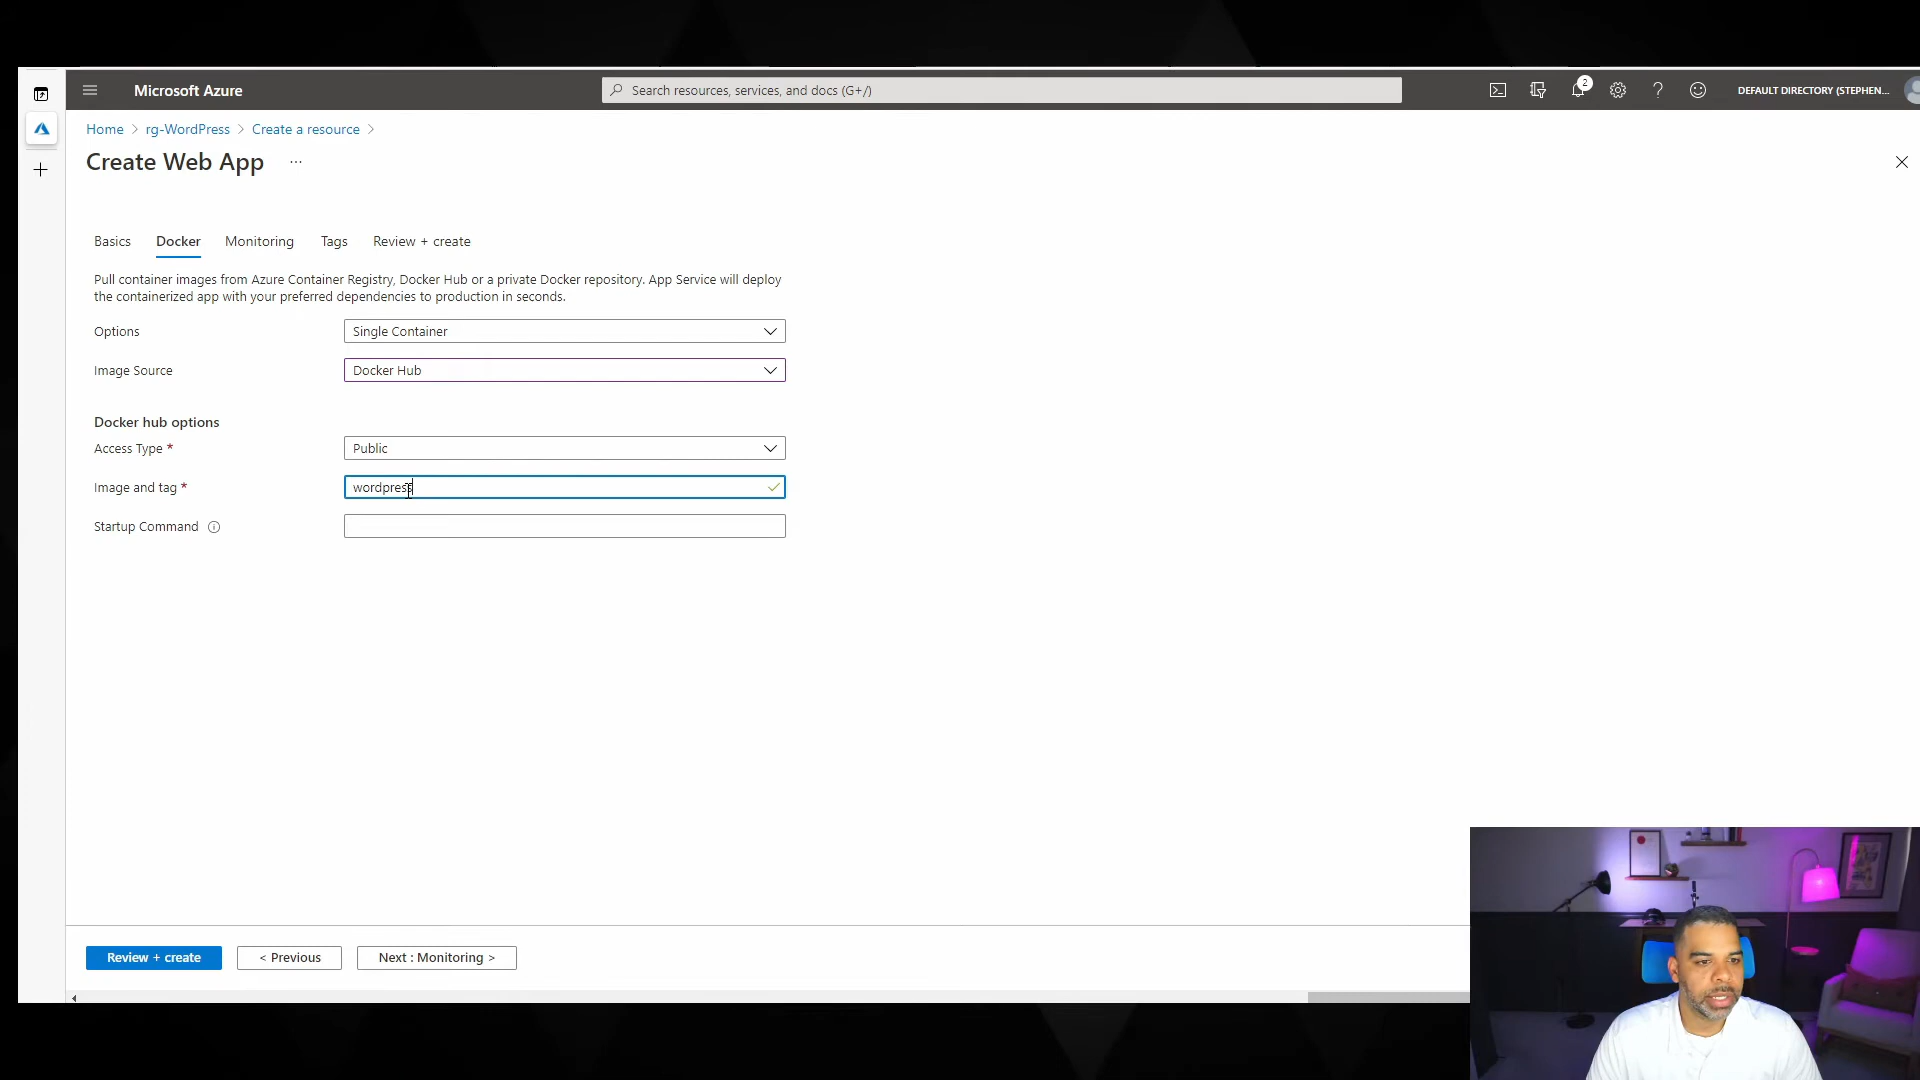 Microsoft Azure
Search resources, services, and docs (G+/)
2
DEFAULT DIRECTORY (STEPHEN...
Home > rg-WordPress > Create a resource >
Create Web App ...
Basics Docker Monitoring Tags Review + create
Pull container images from Azure Container Registry, Docker Hub or a private Docker repository. App Service will deploy
the containerized app with your preferred dependencies to production in seconds.
Options Single Container
Image Source Docker Hub
Docker hub options
Access Type * Public
Image and tag * wordpress
Startup Command
Review + create < Previous Next : Monitoring >